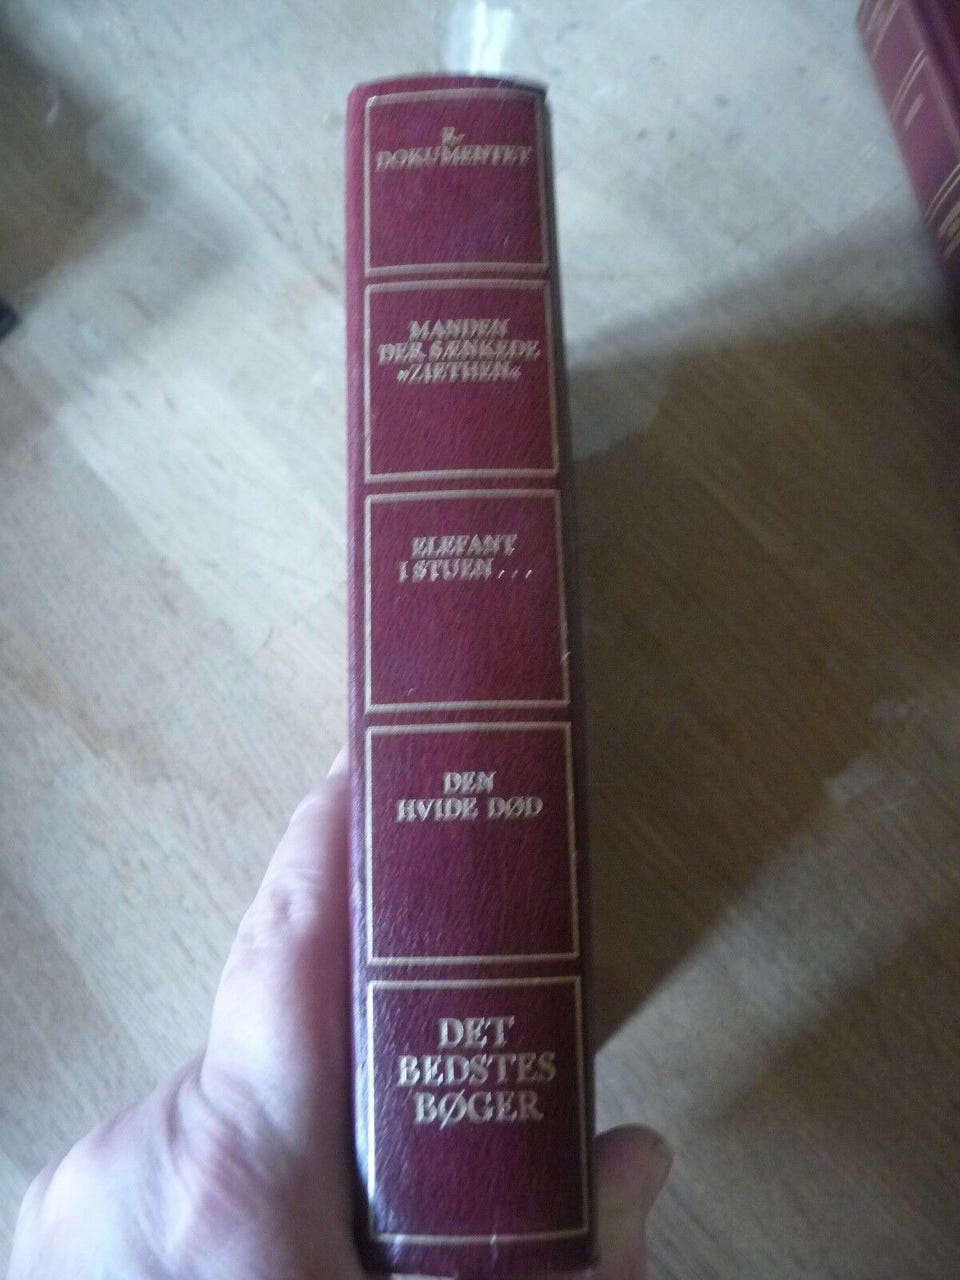 DOKUMENTET
MANDEN
DER SÆNKEDE
»ZIETHEN«
ELEFANT
I STUEN...
DEN
HVIDE DØD
DET
BEDSTES
BØGER